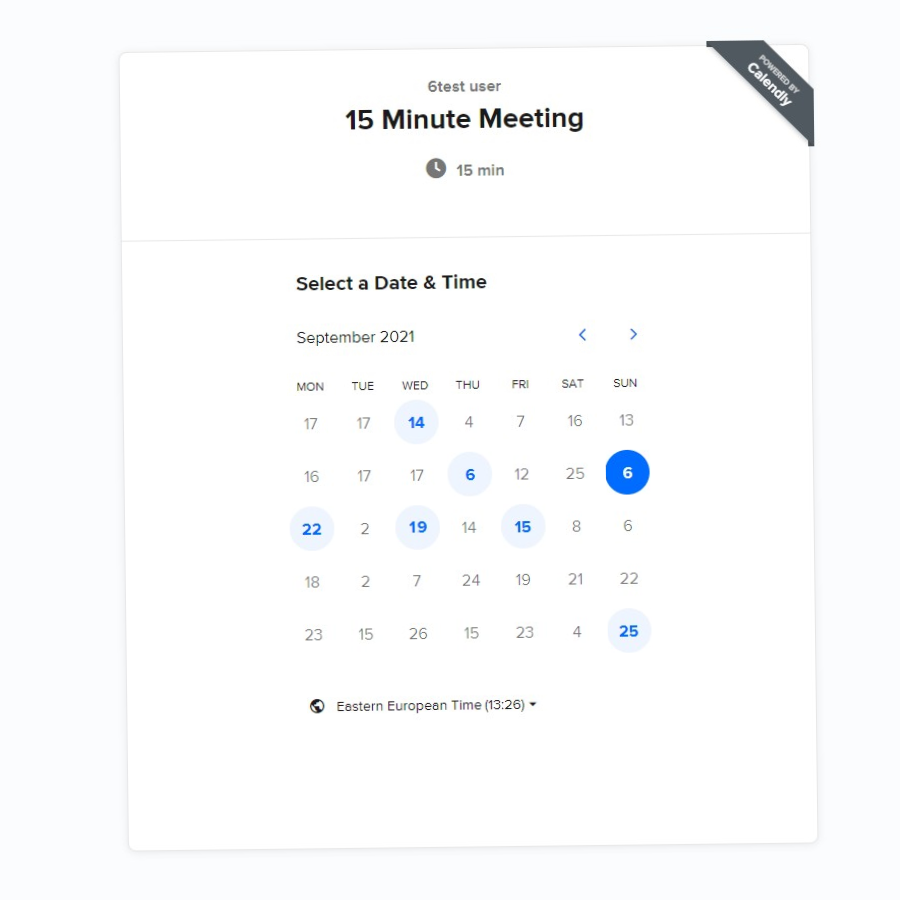 POWERED BY
Calendly
6test user
15 Minute Meeting
15 min
Select a Date & Time
September 2021
MON TUE WED THU FRI SAT SUN
17 17 14 4 7 16 13
16 17 17 6 12 25 6
22 2 19 14 15 8 6
18 2 7 24 19 21 22
23 15 26 15 23 4 25
Eastern European Time (13:26)